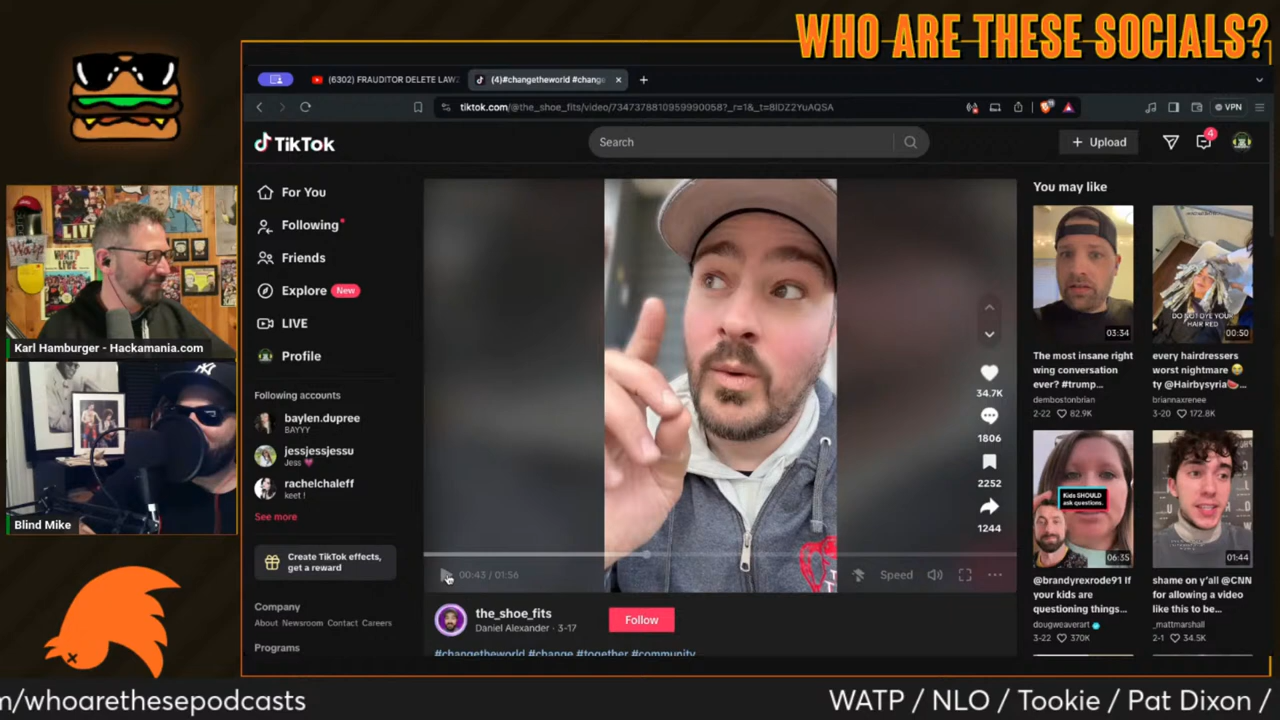 WHO ARE THESE SOCIALS?
(6302) FRAUDITOR DELETE LAWZ
(4)#changetheworld #change
tiktok.com/@the_shoe_fits/video/7347378810959990058?_r=1&_t=8lDZ2YuAQSA
VPN
TikTok
Search
Upload
4
For You
Following
Friends
Explore New
LIVE
Profile
Following accounts
baylen.dupree
BAYYY
jessjessjessu
Jess
rachelchaleff
keet !
See more
Create TikTok effects,
get a reward
Company
About Newsroom Contact Careers
Programs
34.7K
1806
2252
1244
00:43 / 01:56
Speed
the_shoe_fits
Daniel Alexander · 3-17
Follow
#changetheworld #change #together #community
You may like
03:34
The most insane right
wing conversation
ever? #trump...
dembostonbrian
2-22 82.9K
DO NOT DYE YOUR
HAIR RED
00:50
every hairdressers
worst nightmare
ty @Hairbysyria
briannaxrenee
3-20 172.8K
Kids SHOULD
ask questions.
06:35
@brandyrexrode91 If
your kids are
questioning things...
dougweaverart
3-22 370K
01:44
shame on y'all @CNN
for allowing a video
like this to be...
_mattmarshall
2-1 34.5K
LIVE
WATP
LIVE
Karl Hamburger - Hackamania.com
Blind Mike
m/whoarethesepodcasts
WATP / NLO / Tookie / Pat Dixon /